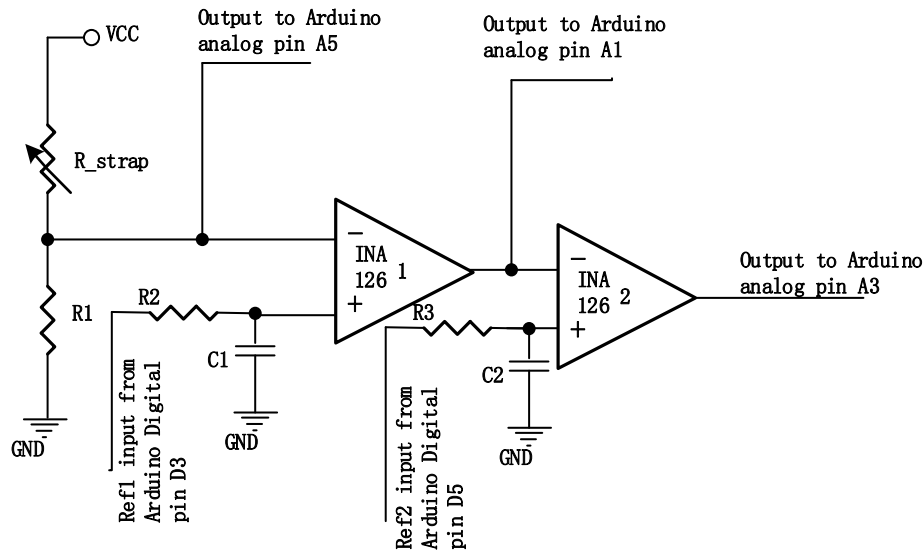 VCC
Output to Arduino
analog pin A5
Output to Arduino
analog pin A1
R_strap
−
INA
126 1
+
−
INA
126 2
+
Output to Arduino
analog pin A3
R1
R2
C1
R3
C2
GND
GND
GND
Ref1 input from
Arduino Digital
pin D3
Ref2 input from
Arduino Digital
pin D5